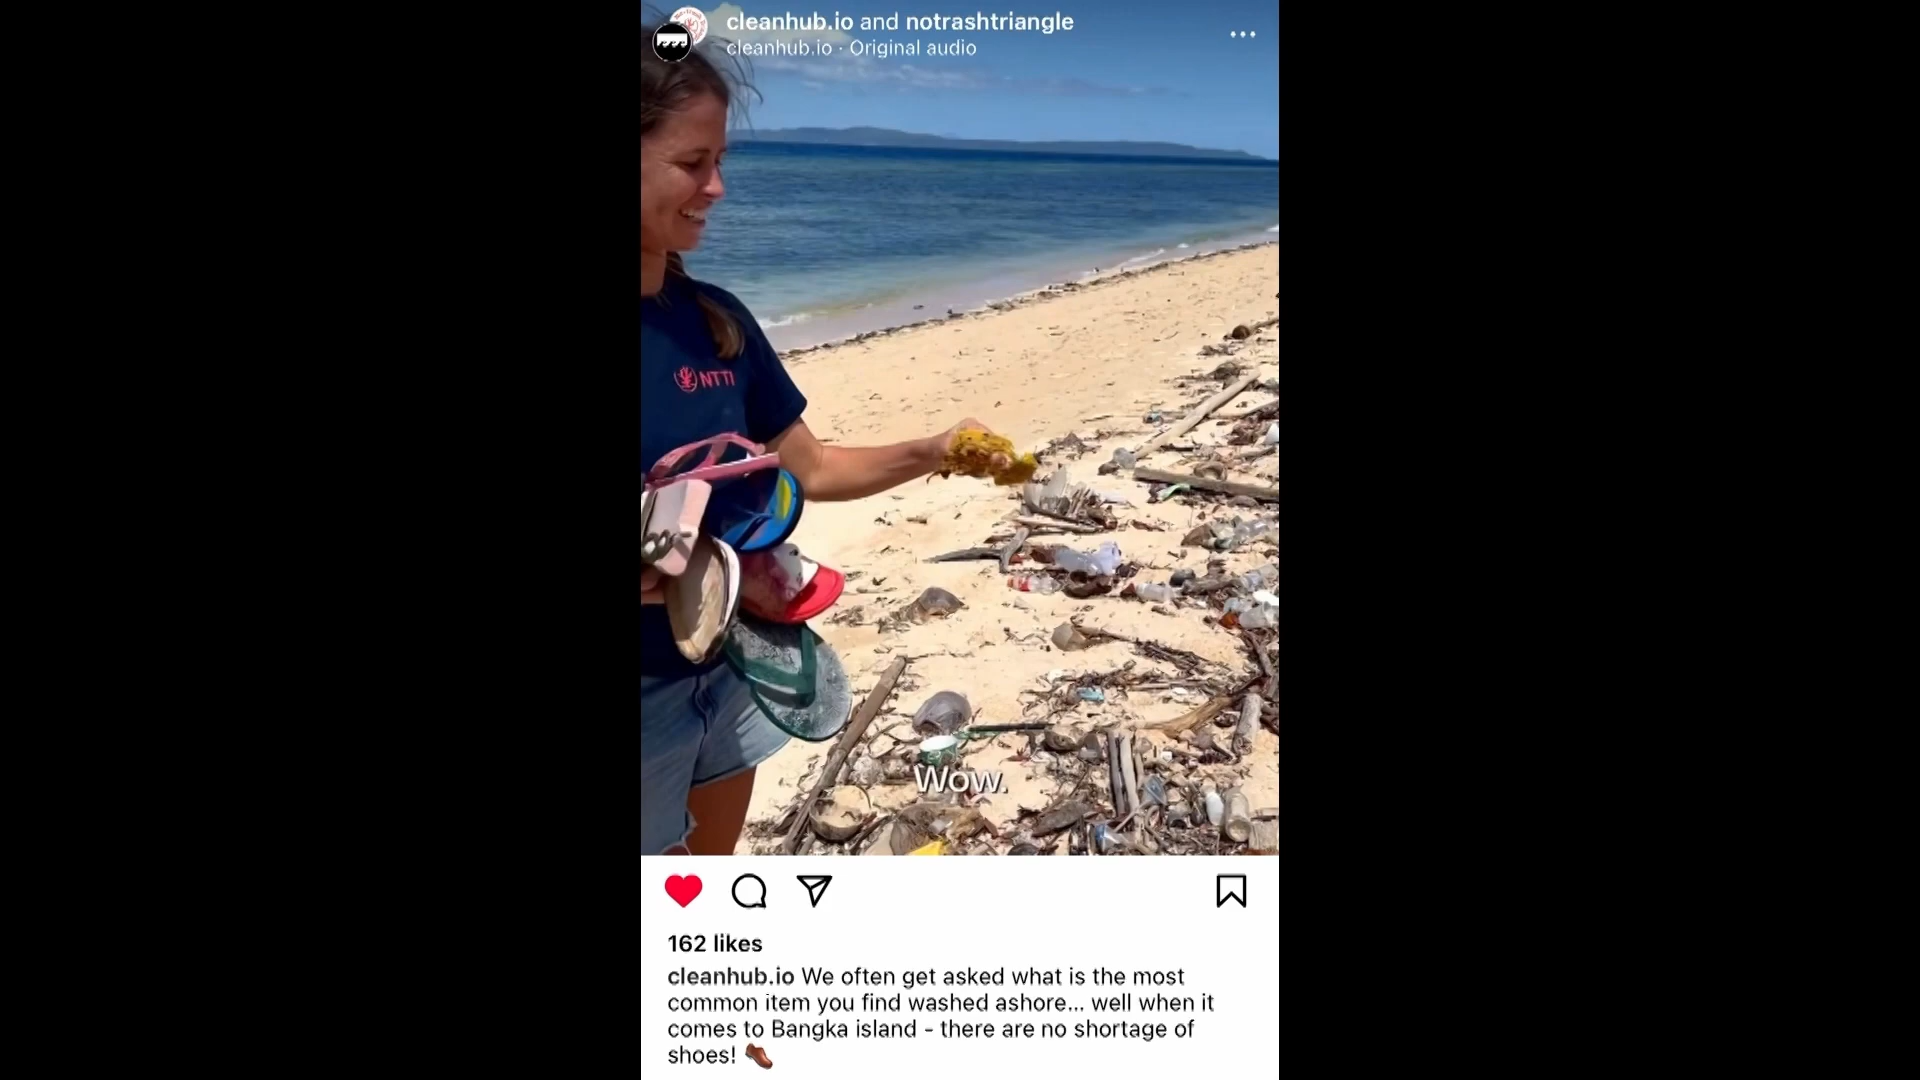 cleanhub.io and notrashtriangle
cleanhub.io · Original audio
NTTI
Wow.
162 likes
cleanhub.io We often get asked what is the most
common item you find washed ashore... well when it
comes to Bangka island - there are no shortage of
shoes! 👞